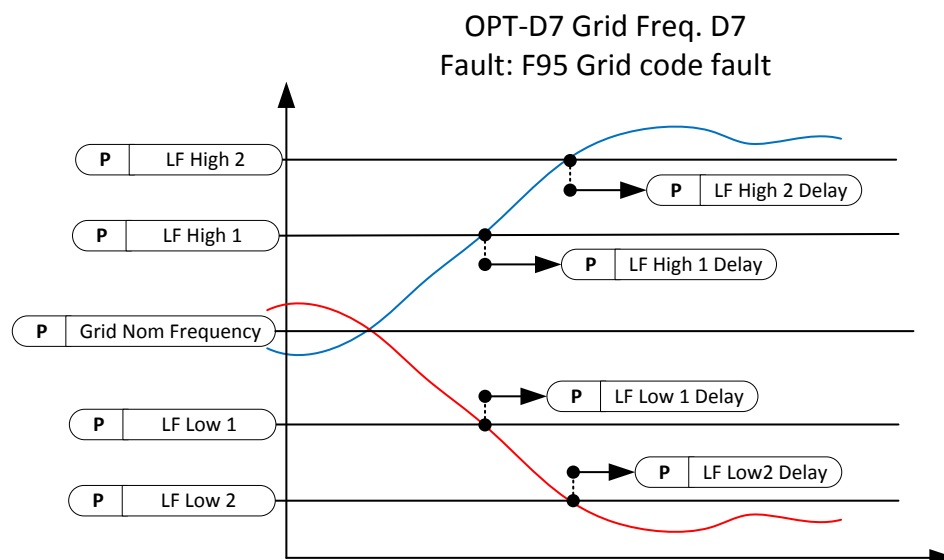 OPT-D7 Grid Freq. D7
Fault: F95 Grid code fault
P LF High 2
P LF High 2 Delay
P LF High 1
P LF High 1 Delay
P Grid Nom Frequency
P LF Low 1 Delay
P LF Low 1
P LF Low2 Delay
P LF Low 2